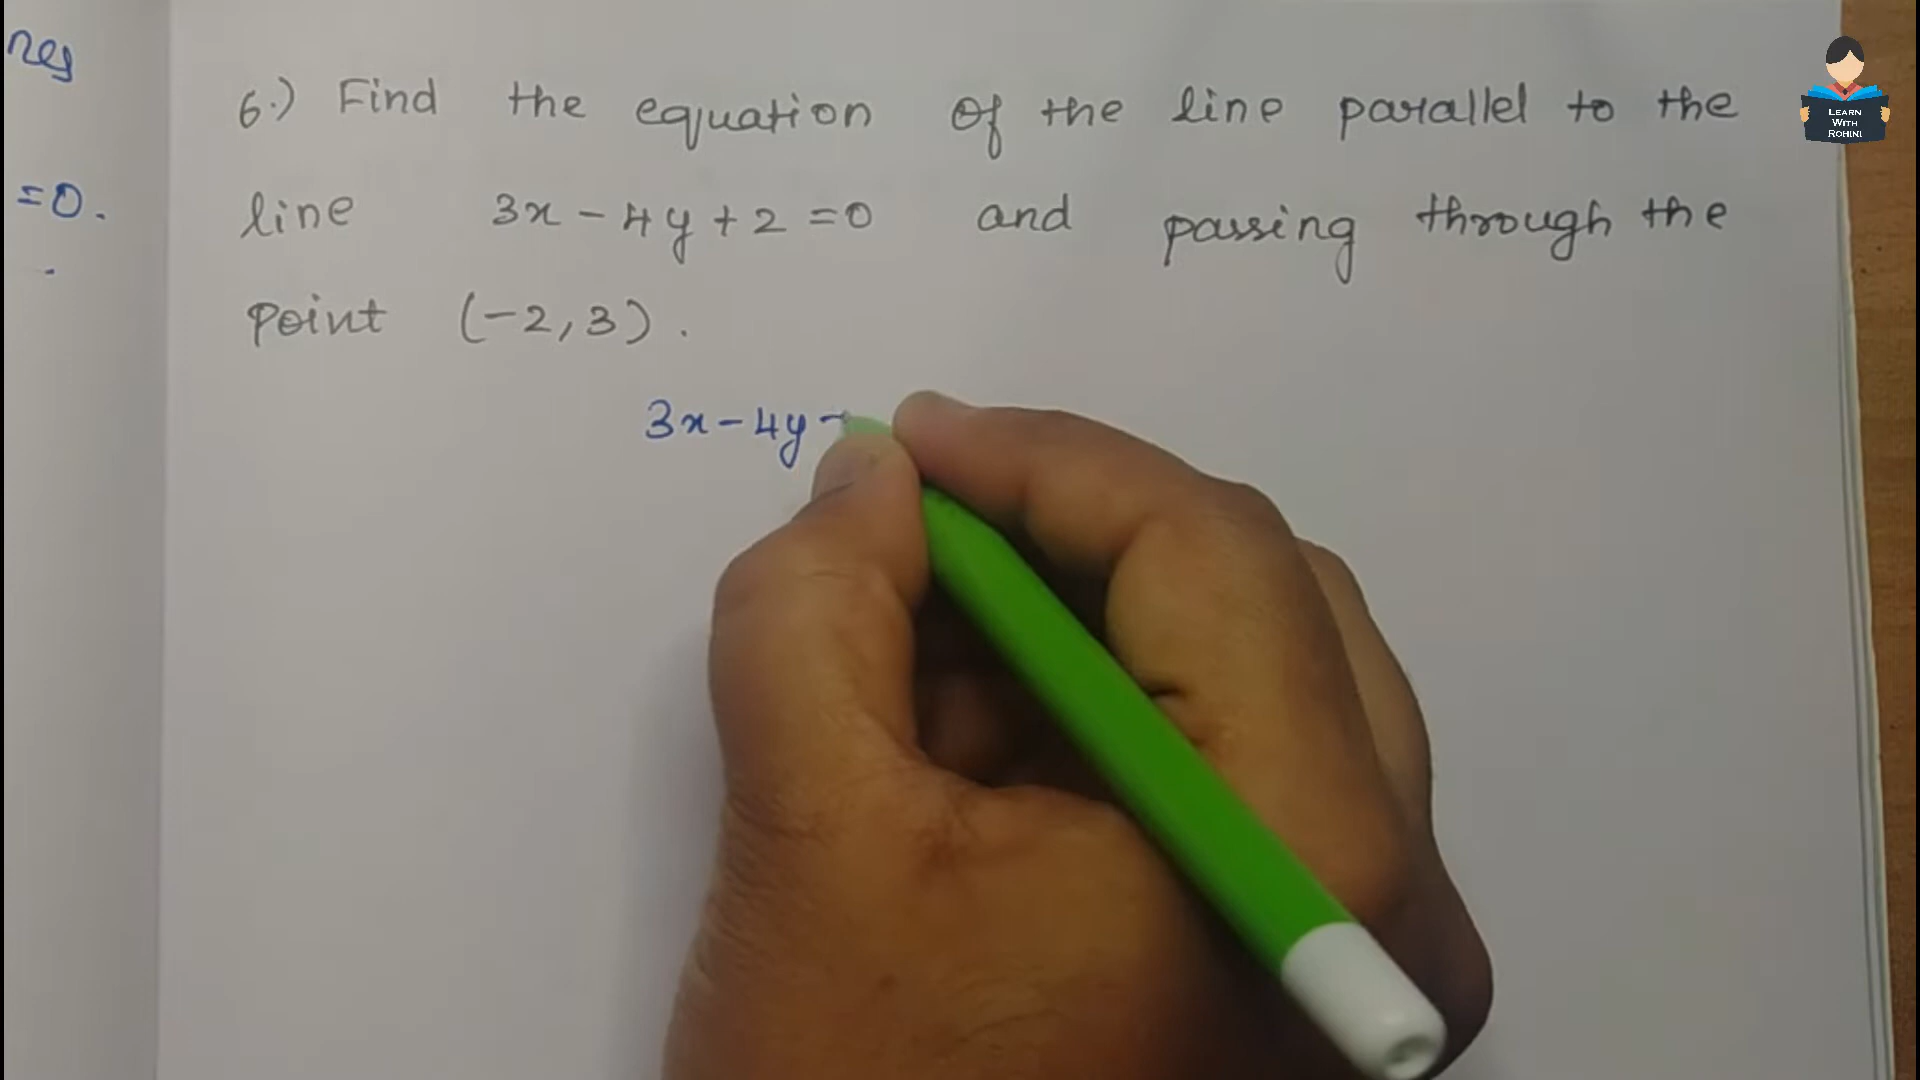 = 0.
6.) Find the equation of the line parallel to the
line 3x - 4y + 2 = 0 and passing through the
point (-2, 3).
3x - 4y
LEARN
WITH
ROHINI